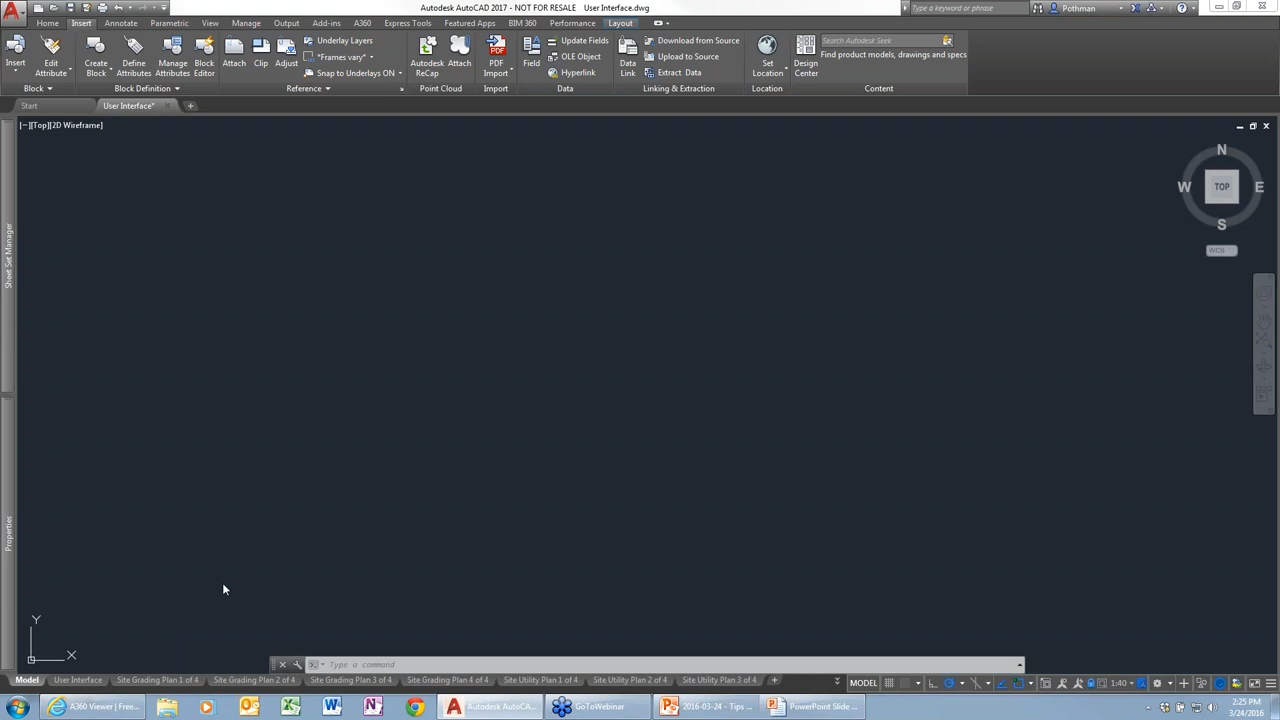 Autodesk AutoCAD 2017 - NOT FOR RESALE    User Interface.dwg
Type a keyword or phrase
Pothman
Home Insert Annotate Parametric View Manage Output Add-ins A360 Express Tools Featured Apps BIM 360 Performance Layout
Insert
Edit Attribute
Create Block
Define Attributes
Manage Attributes
Block Editor
Attach
Clip
Adjust
Underlay Layers
*Frames vary*
Snap to Underlays ON
Autodesk ReCap
Attach
PDF Import
Field
Update Fields
OLE Object
Hyperlink
Data Link
Download from Source
Upload to Source
Extract Data
Set Location
Design Center
Search Autodesk Seek
Find product models, drawings and specs
Block Block Definition Reference Point Cloud Import Data Linking & Extraction Location Content
Start User Interface*
[−][Top][2D Wireframe]
N
W TOP E
S
WCS
Sheet Set Manager
Properties
Y
X
Type a command
Model User Interface Site Grading Plan 1 of 4 Site Grading Plan 2 of 4 Site Grading Plan 3 of 4 Site Grading Plan 4 of 4 Site Utility Plan 1 of 4 Site Utility Plan 2 of 4 Site Utility Plan 3 of 4 + MODEL 1:40
A360 Viewer | Free... Autodesk AutoCA... GoToWebinar 2016-03-24 - Tips ... PowerPoint Slide ...
2:25 PM
3/24/2016